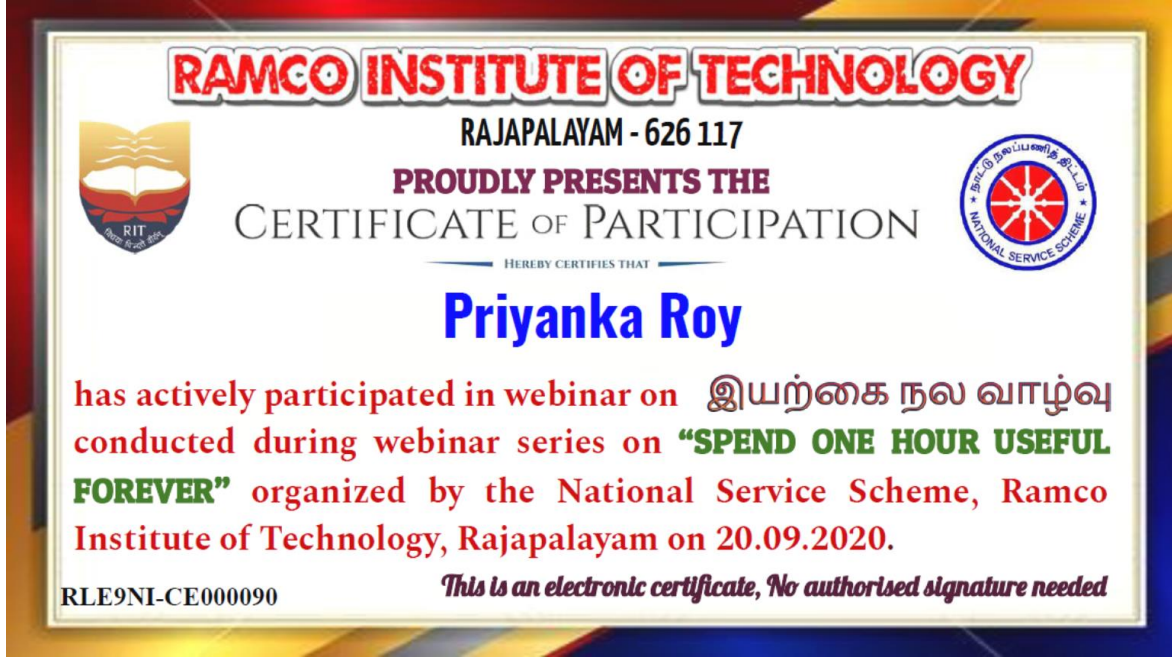 RAMCO INSTITUTE OF TECHNOLOGY
RAJAPALAYAM - 626 117
PROUDLY PRESENTS THE
CERTIFICATE OF PARTICIPATION
HEREBY CERTIFIES THAT
RIT
நாட்டு நலப்பணித் திட்டம்
NATIONAL SERVICE SCHEME
Priyanka Roy
has actively participated in webinar on இயற்கை நல வாழ்வு
conducted during webinar series on “SPEND ONE HOUR USEFUL
FOREVER” organized by the National Service Scheme, Ramco
Institute of Technology, Rajapalayam on 20.09.2020.
RLE9NI-CE000090
This is an electronic certificate, No authorised signature needed